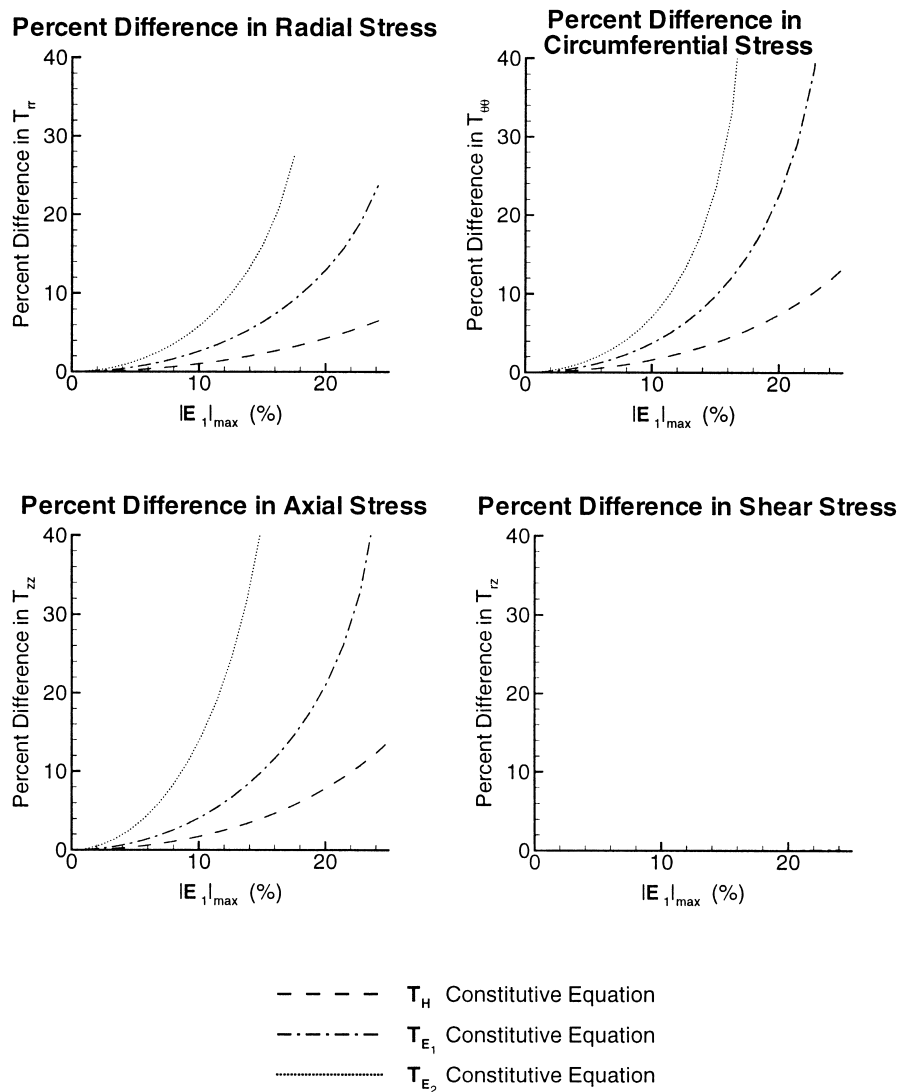 Percent Difference in Radial Stress
40
30
20
10
0
Percent Difference in T_rr
0 10 20
|E_1|_max (%)
Percent Difference in
Circumferential Stress
40
30
20
10
0
Percent Difference in T_θθ
0 10 20
|E_1|_max (%)
Percent Difference in Axial Stress
40
30
20
10
0
Percent Difference in T_zz
0 10 20
|E_1|_max (%)
Percent Difference in Shear Stress
40
30
20
10
0
Percent Difference in T_rz
0 10 20
|E_1|_max (%)
T_H Constitutive Equation
T_E_1 Constitutive Equation
T_E_2 Constitutive Equation